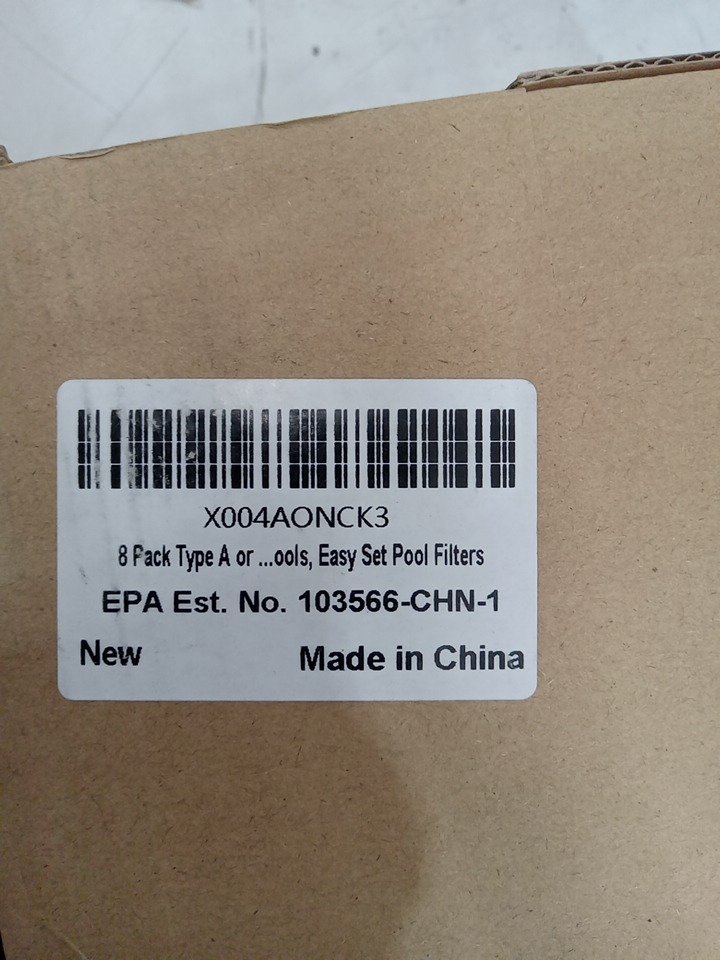 X004AONCK3
8 Pack Type A or ...ools, Easy Set Pool Filters
EPA Est. No. 103566-CHN-1
New
Made in China